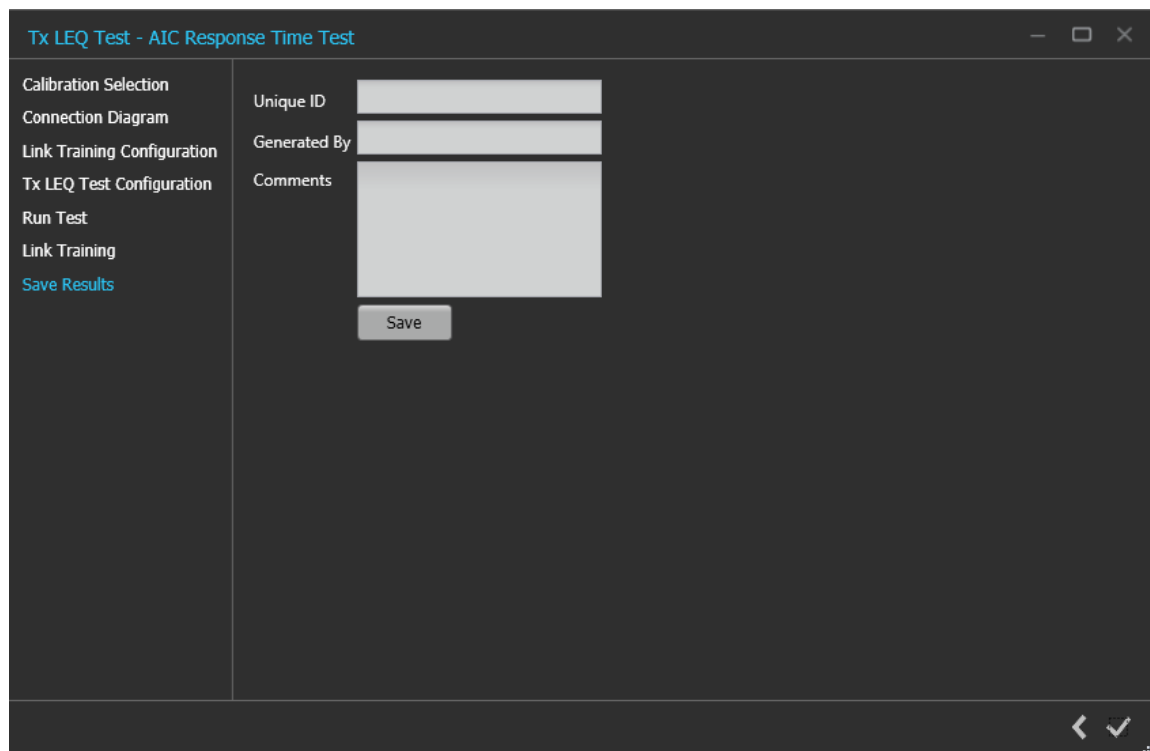 Tx LEQ Test - AIC Response Time Test
Calibration Selection
Connection Diagram
Link Training Configuration
Tx LEQ Test Configuration
Run Test
Link Training
Save Results
Unique ID
Generated By
Comments
Save